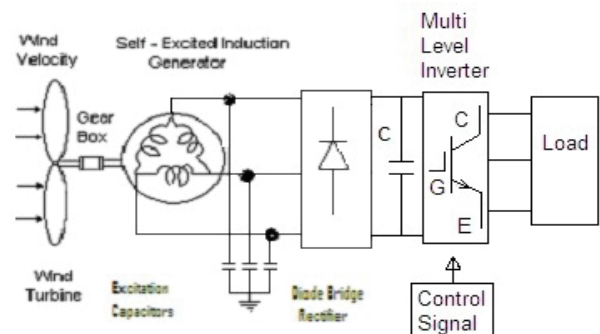 Wind
Velocity
Self - Excited Induction
Generator
Multi
Level
Inverter
Gear
Box
C
C
G
E
Load
Wind
Turbine
Excitation
Capacitors
Diode Bridge
Rectifier
Control
Signal